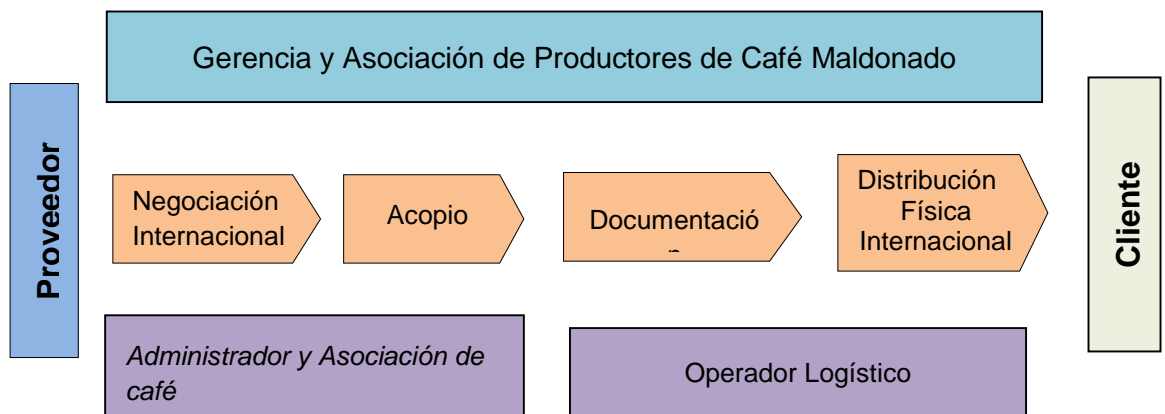 Gerencia y Asociación de Productores de Café Maldonado
Proveedor
Negociación
Internacional
Acopio
Documentació
n
Distribución
Física
Internacional
Cliente
Administrador y Asociación de
café
Operador Logístico